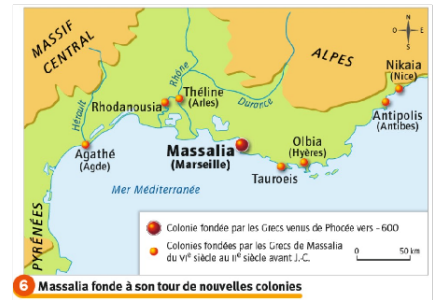 MASSIF
CENTRAL
ALPES
N
O
E
S
Nikaia
(Nice)
Rhône
Théline
(Arles)
Durance
Hérault
Rhodanousia
Antipolis
(Antibes)
Agathé
(Agde)
Massalia
(Marseille)
Olbia
(Hyères)
Tauroeis
Mer Méditerranée
PYRÉNÉES
Colonie fondée par les Grecs venus de Phocée vers - 600
Colonies fondées par les Grecs de Massalia
du VIe siècle au IIe siècle avant J.-C.
0 50 km
6 Massalia fonde à son tour de nouvelles colonies